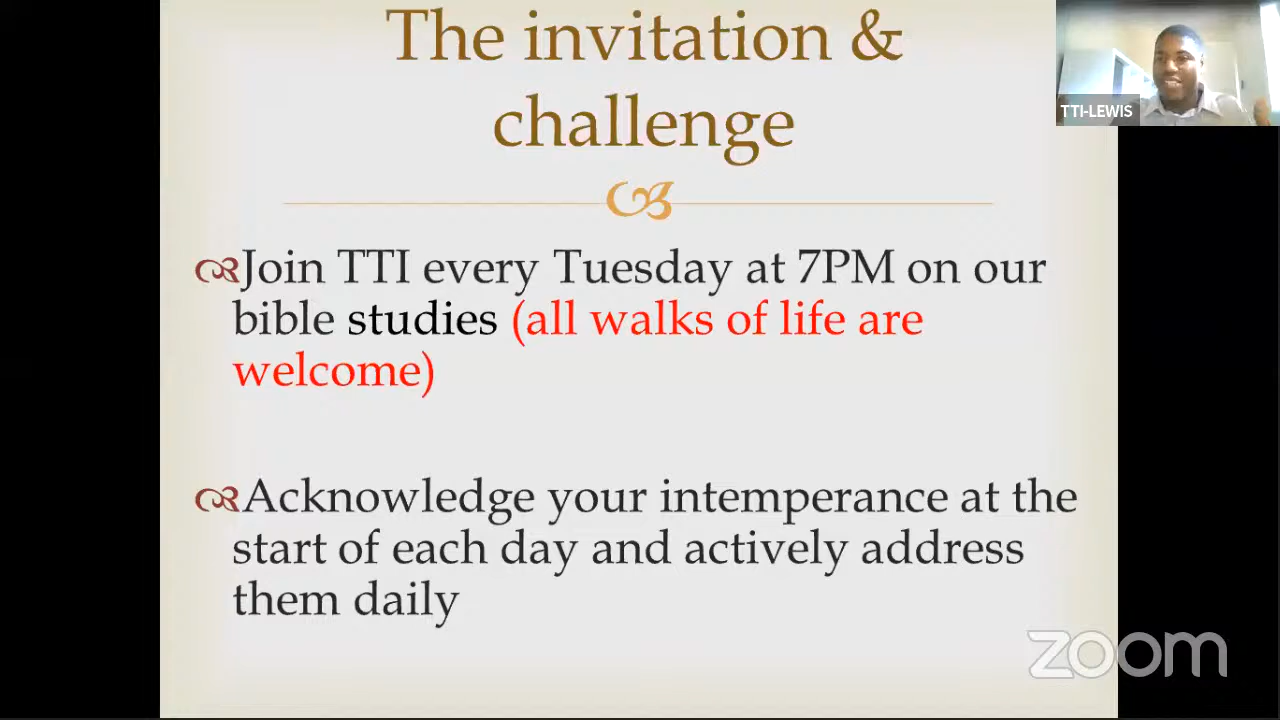 The invitation &
challenge
TTI-LEWIS
Join TTI every Tuesday at 7PM on our
bible studies (all walks of life are
welcome)
Acknowledge your intemperance at the
start of each day and actively address
them daily
zoom